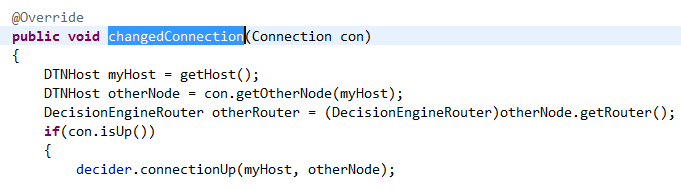 @Override
public void changedConnection(Connection con)
{
DTNHost myHost = getHost();
DTNHost otherNode = con.getOtherNode(myHost);
DecisionEngineRouter otherRouter = (DecisionEngineRouter)otherNode.getRouter();
if(con.isUp())
{
decider.connectionUp(myHost, otherNode);